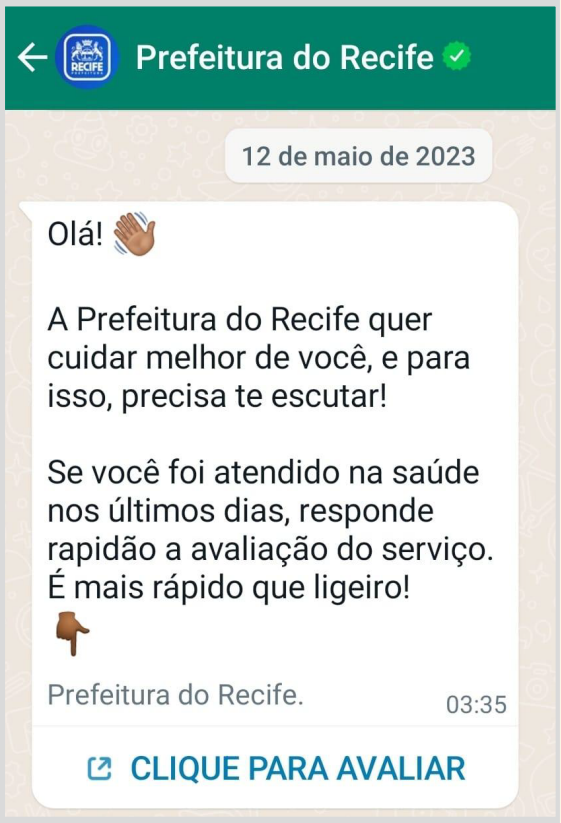 RECIFE
PREFEITURA
Prefeitura do Recife
12 de maio de 2023
Olá! 👋🏽
A Prefeitura do Recife quer
cuidar melhor de você, e para
isso, precisa te escutar!
Se você foi atendido na saúde
nos últimos dias, responde
rapidão a avaliação do serviço.
É mais rápido que ligeiro!
👇🏾
Prefeitura do Recife.
03:35
CLIQUE PARA AVALIAR